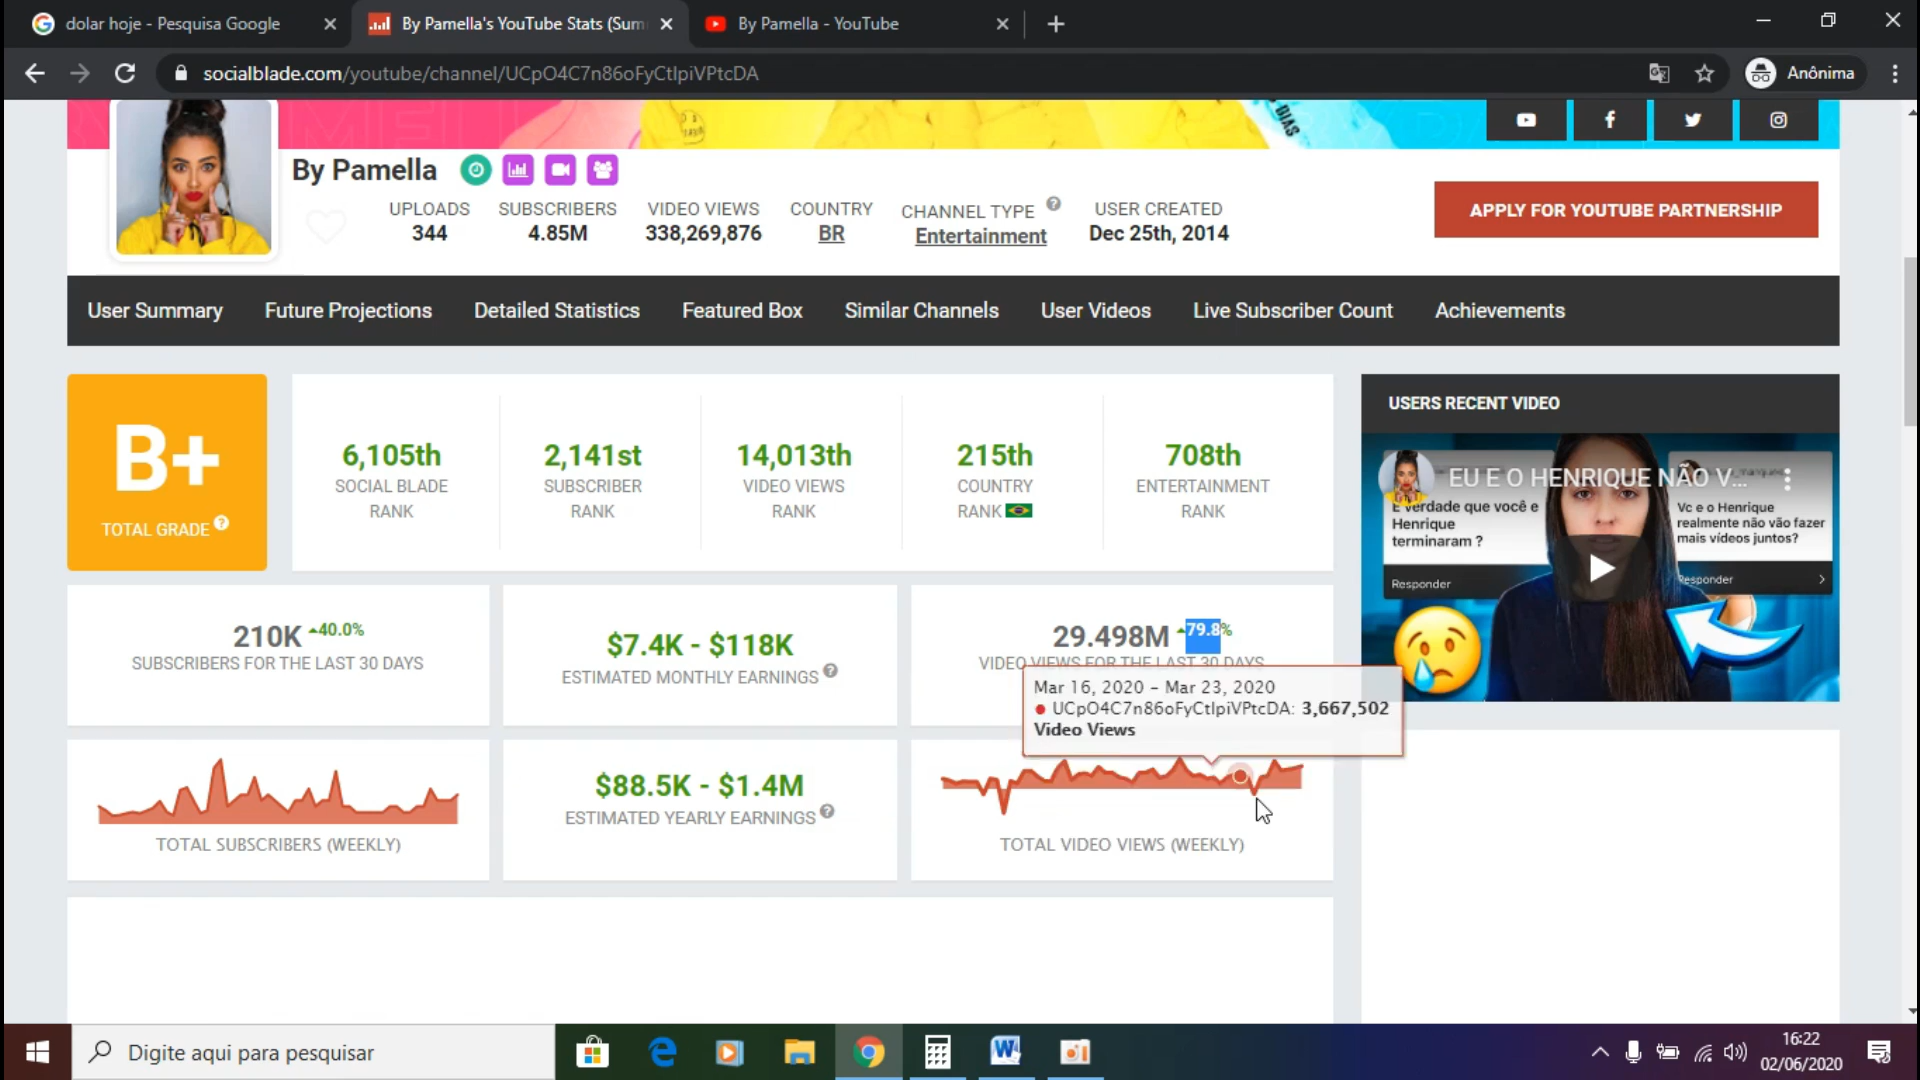 dolar hoje - Pesquisa Google
By Pamella's YouTube Stats (Sum
By Pamella - YouTube
socialblade.com/youtube/channel/UCpO4C7n86oFyCtlpiVPtcDA
Anônima
DIAS
By Pamella
UPLOADS
344
SUBSCRIBERS
4.85M
VIDEO VIEWS
338,269,876
COUNTRY
BR
CHANNEL TYPE
Entertainment
USER CREATED
Dec 25th, 2014
APPLY FOR YOUTUBE PARTNERSHIP
User Summary
Future Projections
Detailed Statistics
Featured Box
Similar Channels
User Videos
Live Subscriber Count
Achievements
B+
TOTAL GRADE
6,105th
SOCIAL BLADE
RANK
2,141st
SUBSCRIBER
RANK
14,013th
VIDEO VIEWS
RANK
215th
COUNTRY
RANK
708th
ENTERTAINMENT
RANK
USERS RECENT VIDEO
EU E O HENRIQUE NÃO V...
É verdade que você e
Henrique
terminaram ?
Responder
Vc e o Henrique
realmente não vão fazer
mais vídeos juntos?
Responder
210K 40.0%
SUBSCRIBERS FOR THE LAST 30 DAYS
$7.4K - $118K
ESTIMATED MONTHLY EARNINGS
29.498M 79.8%
VIDEO VIEWS FOR THE LAST 30 DAYS
Mar 16, 2020 – Mar 23, 2020
UCpO4C7n86oFyCtlpiVPtcDA: 3,667,502
Video Views
TOTAL SUBSCRIBERS (WEEKLY)
$88.5K - $1.4M
ESTIMATED YEARLY EARNINGS
TOTAL VIDEO VIEWS (WEEKLY)
Digite aqui para pesquisar
16:22
02/06/2020